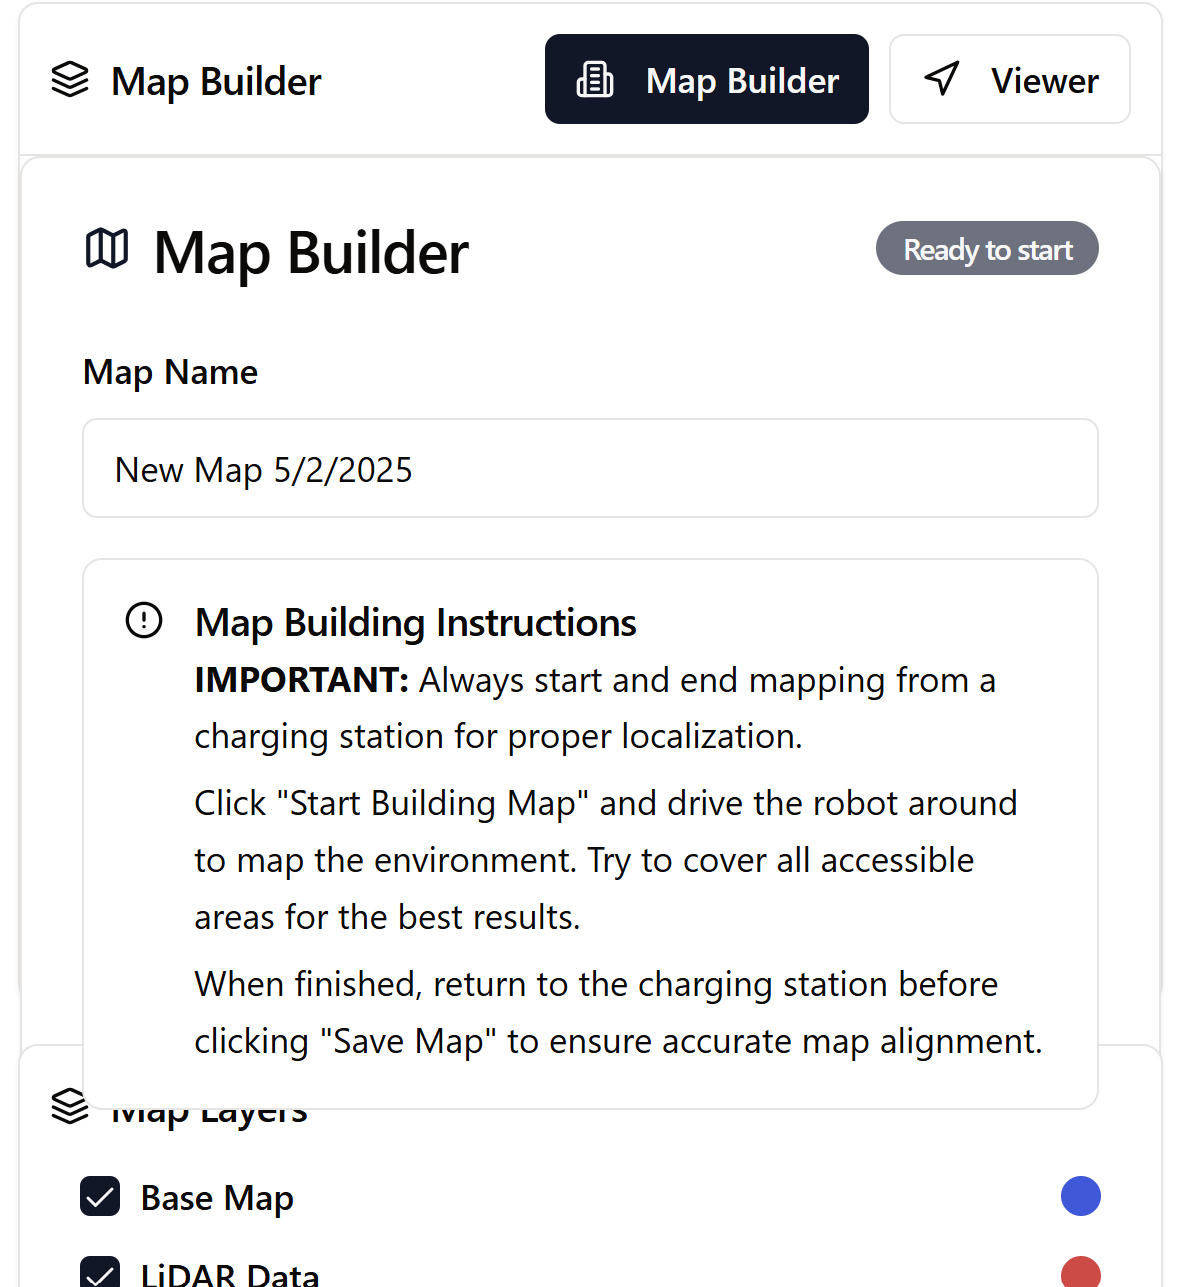 Map Builder
Map Builder
Viewer
Map Builder
Ready to start
Map Name
New Map 5/2/2025
Map Building Instructions
IMPORTANT: Always start and end mapping from a
charging station for proper localization.
Click "Start Building Map" and drive the robot around
to map the environment. Try to cover all accessible
areas for the best results.
When finished, return to the charging station before
clicking "Save Map" to ensure accurate map alignment.
Map Layers
Base Map
LiDAR Data